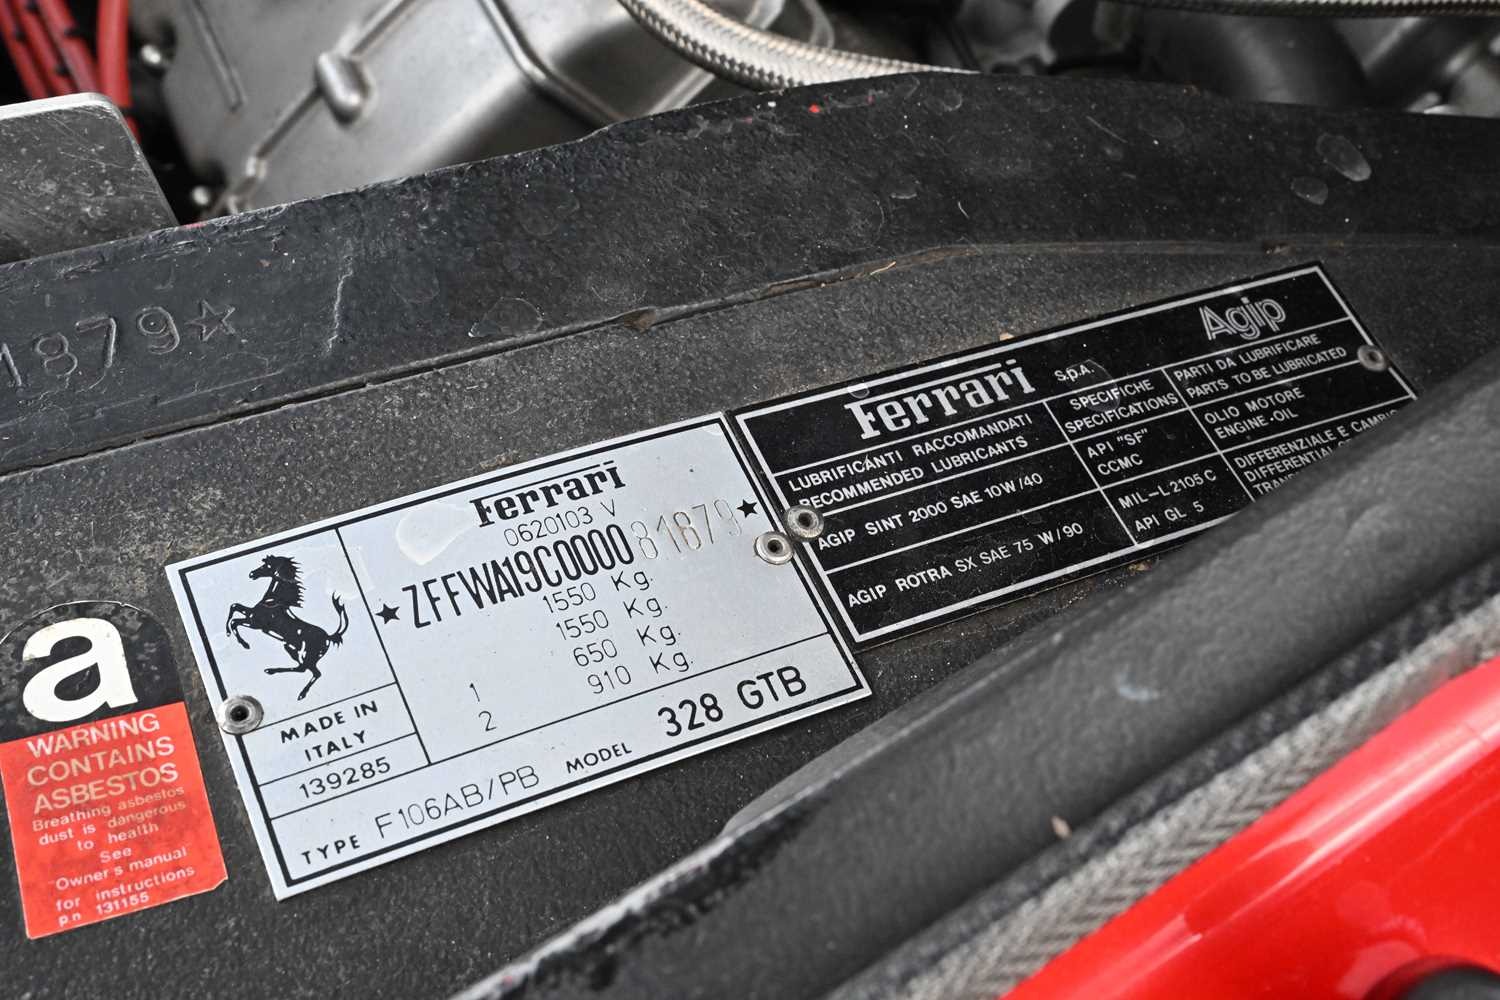 1879☆
a
WARNING
CONTAINS
ASBESTOS
Breathing asbestos
dust is dangerous
to health
See
Owner's manual
for instructions
p.n 131155
Ferrari
0620103 V
★ZFFWA19C000081879★
1550 Kg.
1550 Kg.
1 650 Kg.
2 910 Kg.
MADE IN
ITALY
139285
TYPE F106AB/PB MODEL 328 GTB
Ferrari S.p.A. Agip
LUBRIFICANTI RACCOMANDATI
RECOMMENDED LUBRICANTS
SPECIFICHE
SPECIFICATIONS
PARTI DA LUBRIFICARE
PARTS TO BE LUBRICATED
AGIP SINT 2000 SAE 10W/40
API "SF"
CCMC
OLIO MOTORE
ENGINE-OIL
AGIP ROTRA SX SAE 75 W/90
MIL-L2105 C
API GL 5
DIFFERENZIALE E